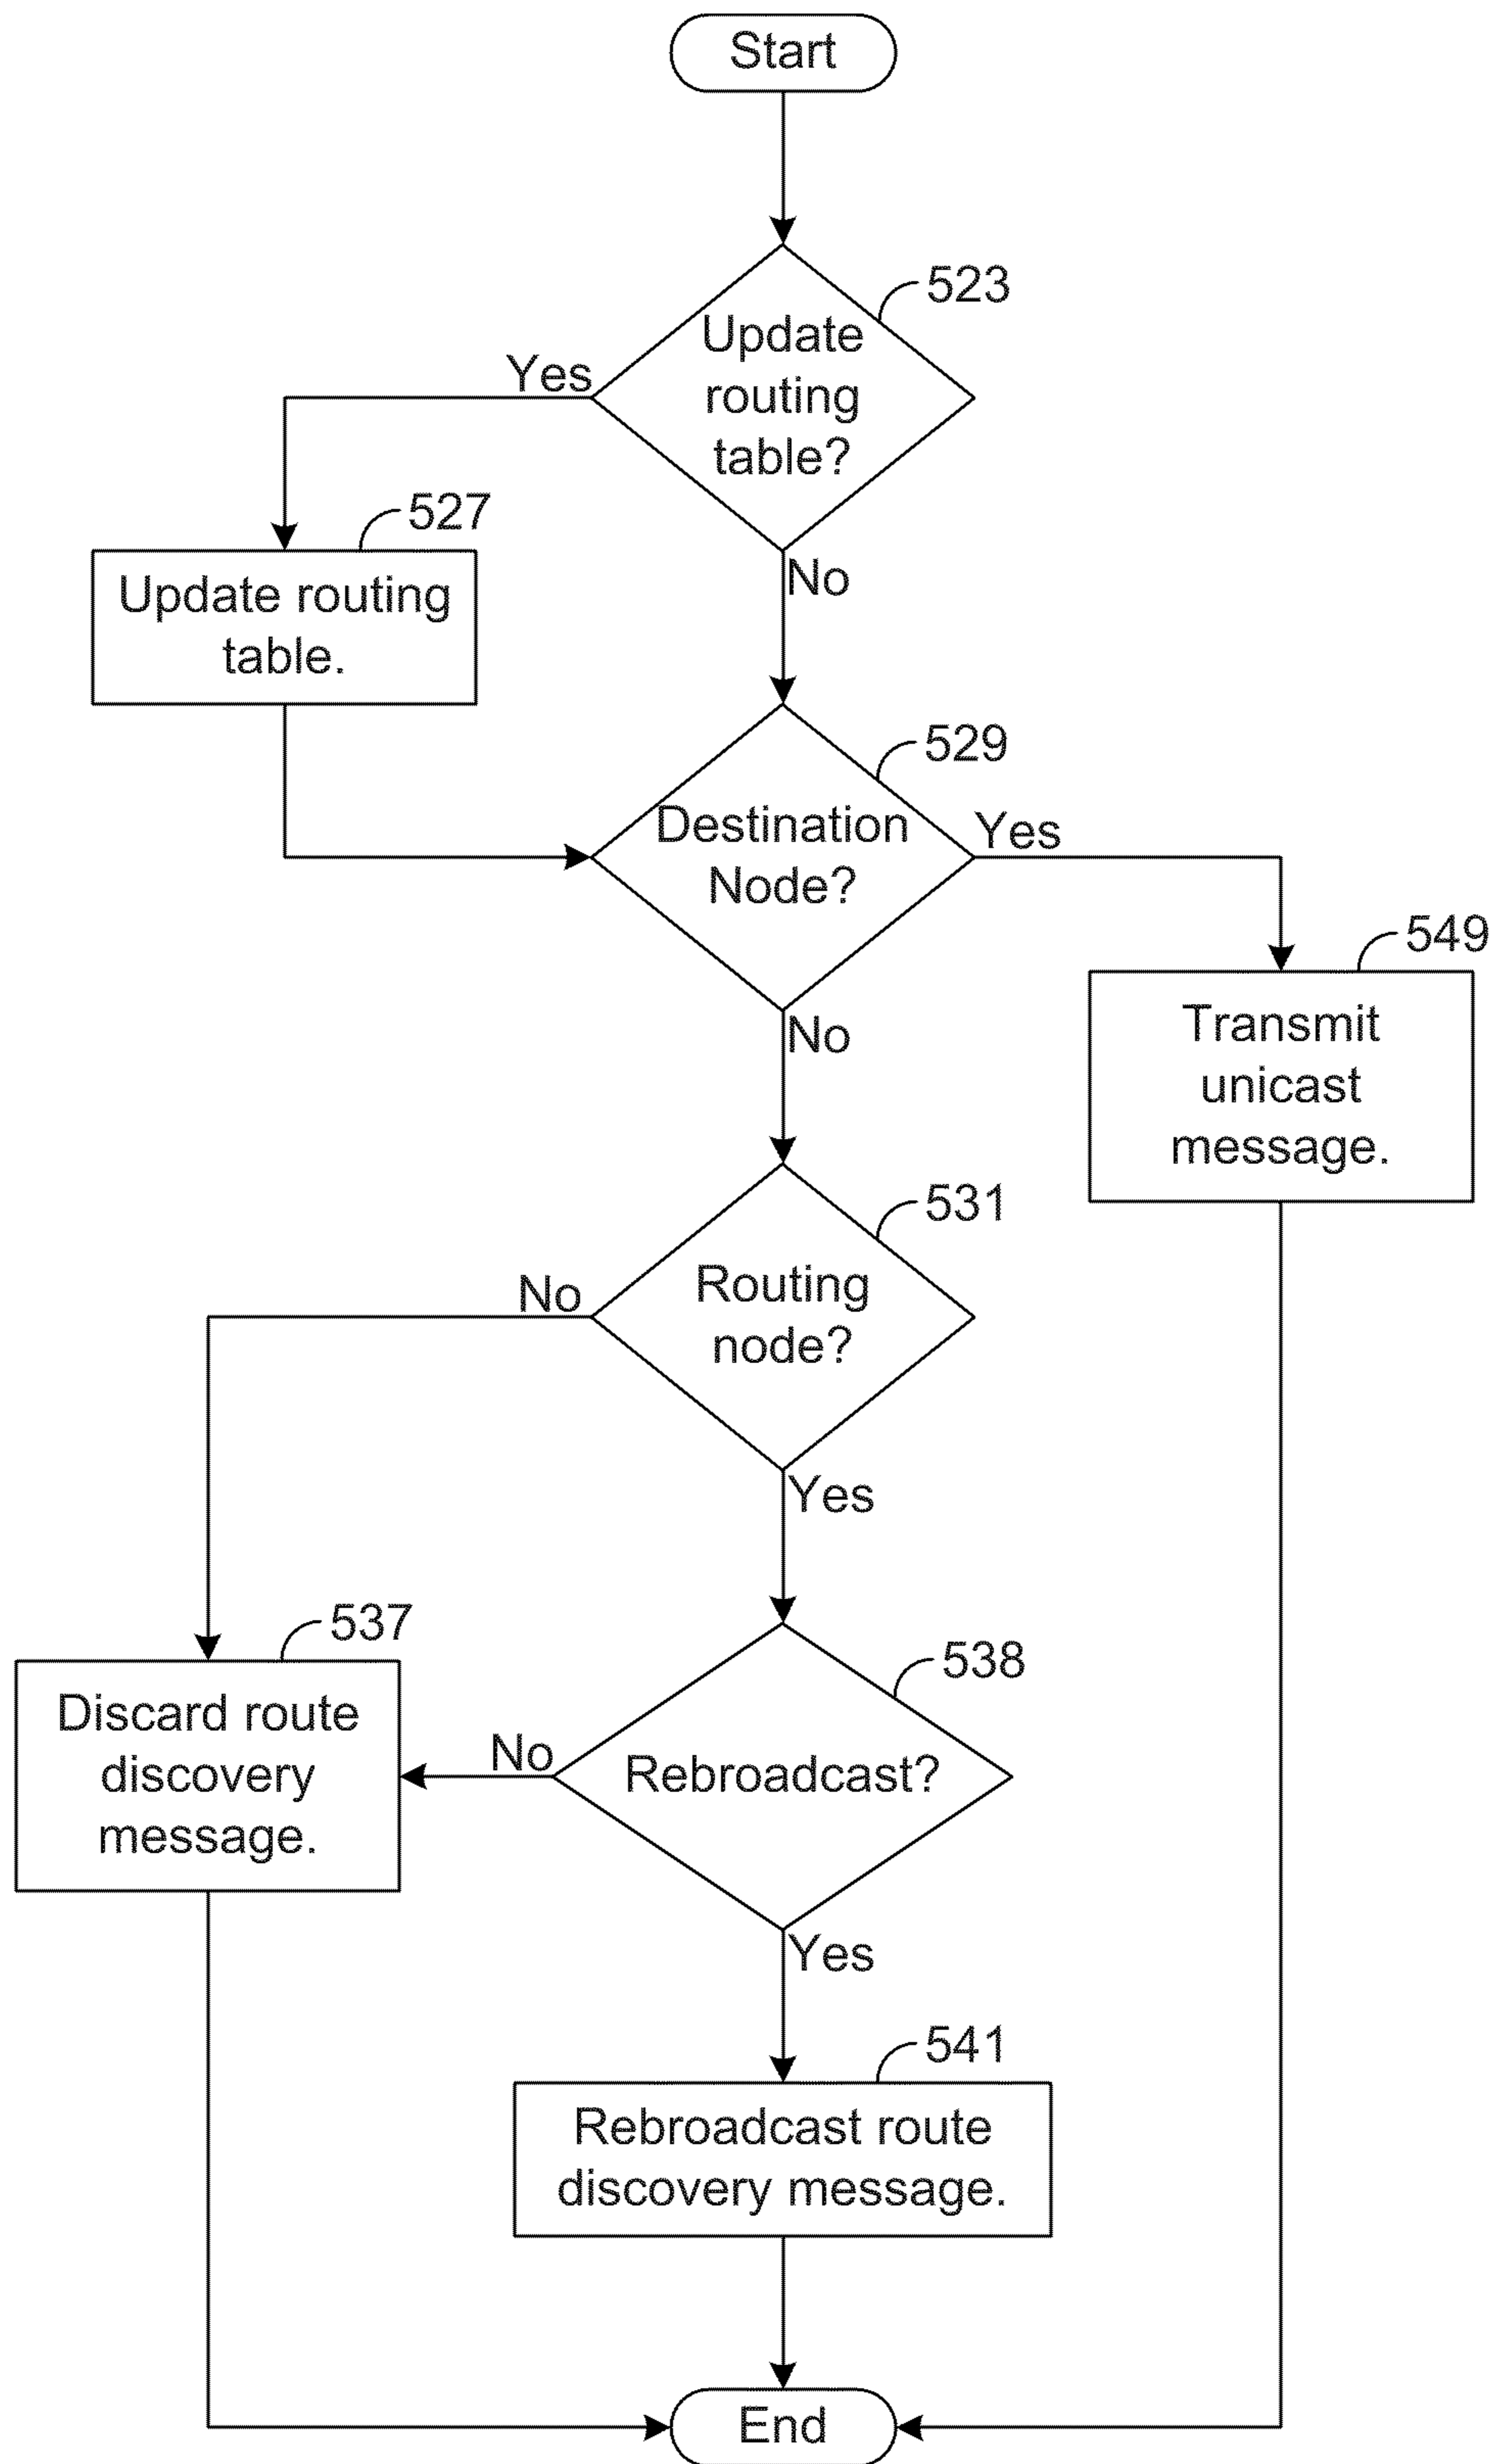 Start
523
Update
routing
table?
Yes
No
527
Update routing
table.
529
Destination
Node?
Yes
No
549
Transmit
unicast
message.
531
Routing
node?
No
Yes
537
Discard route
discovery
message.
538
Rebroadcast?
No
Yes
541
Rebroadcast route
discovery message.
End